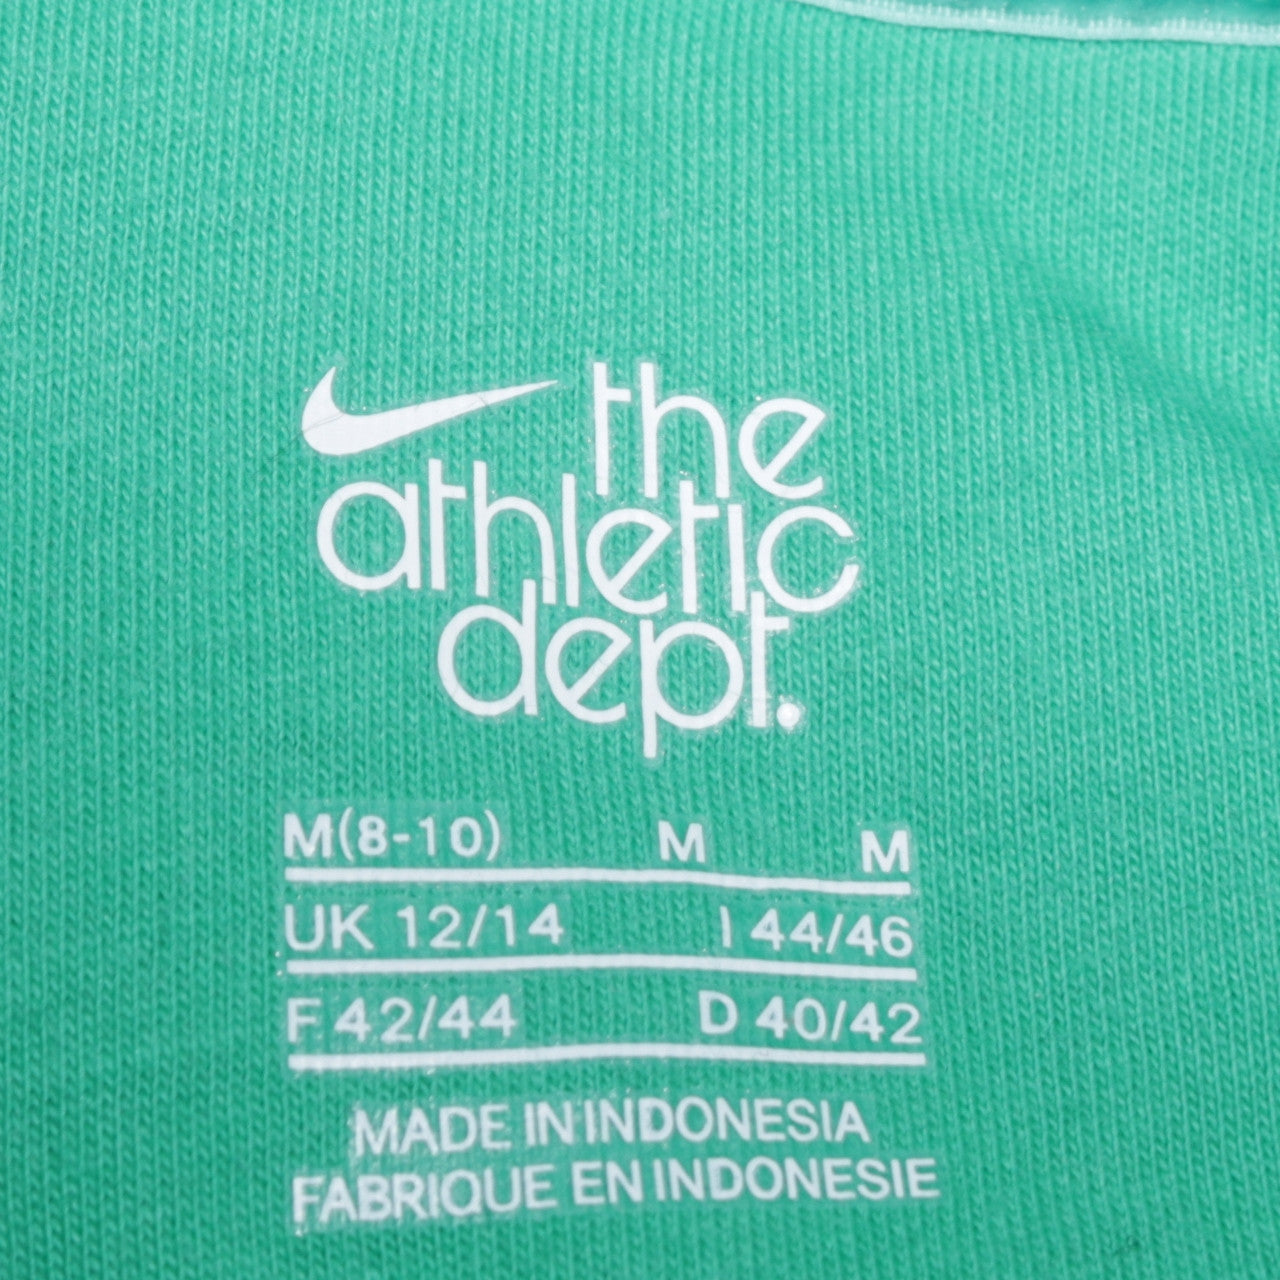 the
athletic
dept.
M(8-10) M M
UK 12/14 I 44/46
F 42/44 D 40/42
MADE IN INDONESIA
FABRIQUE EN INDONESIE